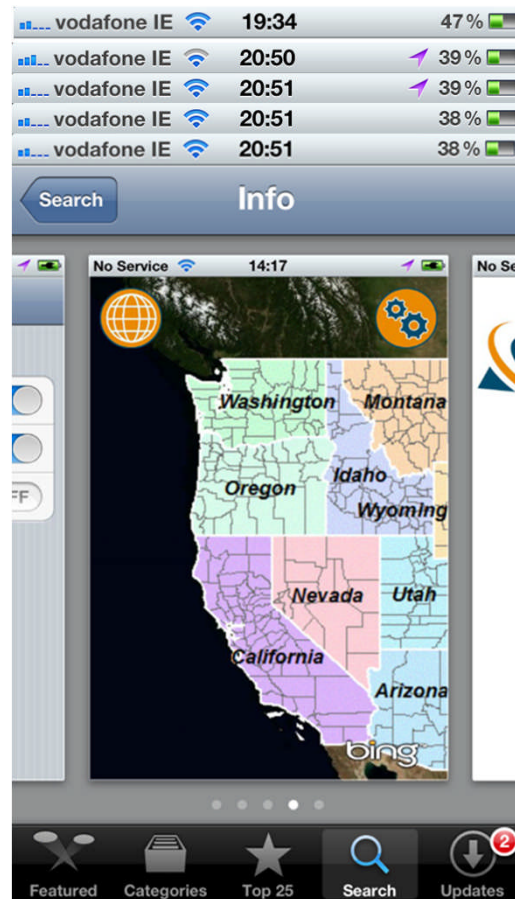 vodafone IE 19:34 47%
vodafone IE 20:50 39%
vodafone IE 20:51 39%
vodafone IE 20:51 38%
vodafone IE 20:51 38%
Search Info
No Service 14:17 No Se
Washington Montana
Idaho
Oregon
Wyoming
FF
Nevada Utah
California
Arizona
bing
2
Featured Categories Top 25 Search Updates